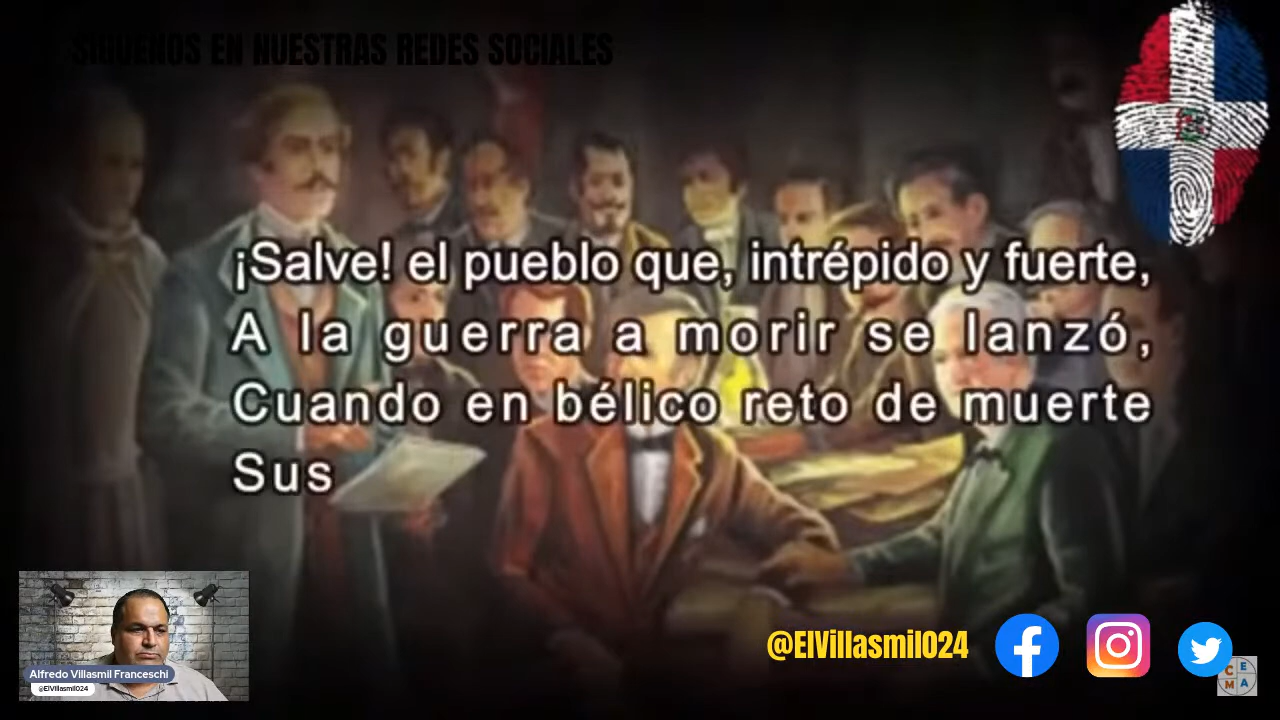 SÍGUENOS EN NUESTRAS REDES SOCIALES
¡Salve! el pueblo que, intrépido y fuerte,
A la guerra a morir se lanzó,
Cuando en bélico reto de muerte
Sus
@ElVillasmil024
Alfredo Villasmil Franceschi
@ElVillasmil024
C E
M A